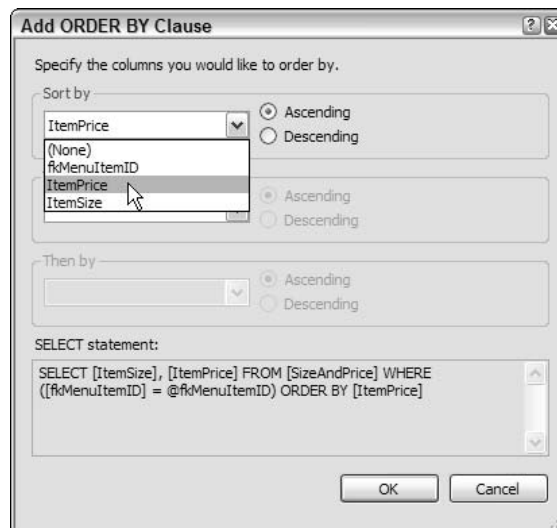 Add ORDER BY Clause
Specify the columns you would like to order by.
Sort by
ItemPrice
Ascending
Descending
(None)
fkMenuItemID
ItemPrice
ItemSize
Ascending
Descending
Then by
Ascending
Descending
SELECT statement:
SELECT [ItemSize], [ItemPrice] FROM [SizeAndPrice] WHERE
([fkMenuItemID] = @fkMenuItemID) ORDER BY [ItemPrice]
OK Cancel